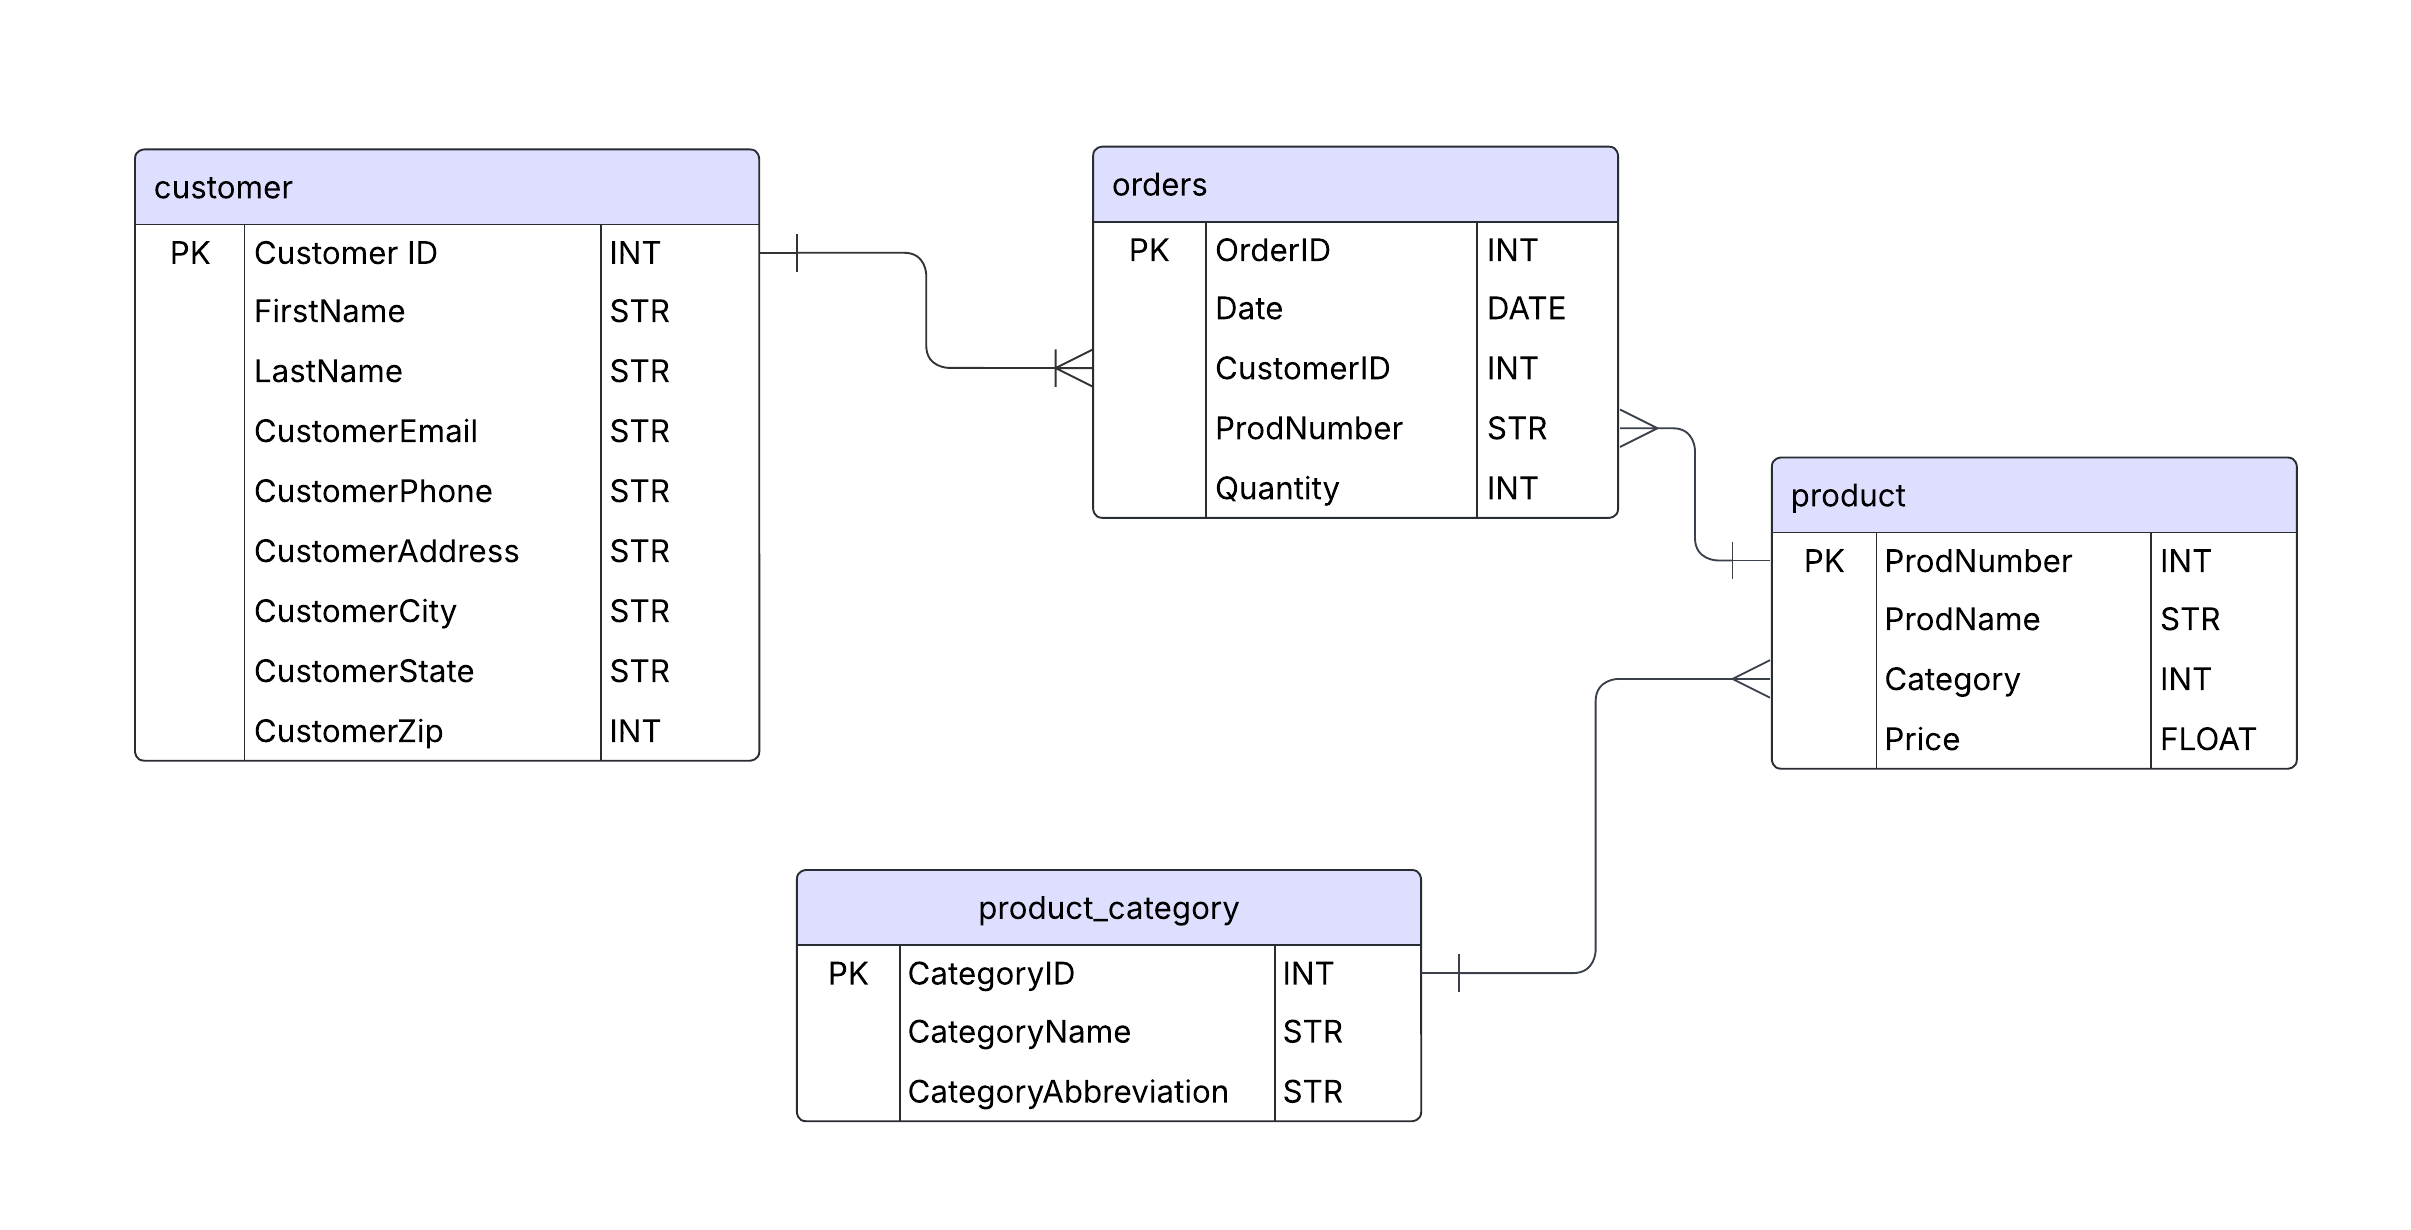 customer
PK Customer ID INT
FirstName STR
LastName STR
CustomerEmail STR
CustomerPhone STR
CustomerAddress STR
CustomerCity STR
CustomerState STR
CustomerZip INT
orders
PK OrderID INT
Date DATE
CustomerID INT
ProdNumber STR
Quantity INT
product
PK ProdNumber INT
ProdName STR
Category INT
Price FLOAT
product_category
PK CategoryID INT
CategoryName STR
CategoryAbbreviation STR